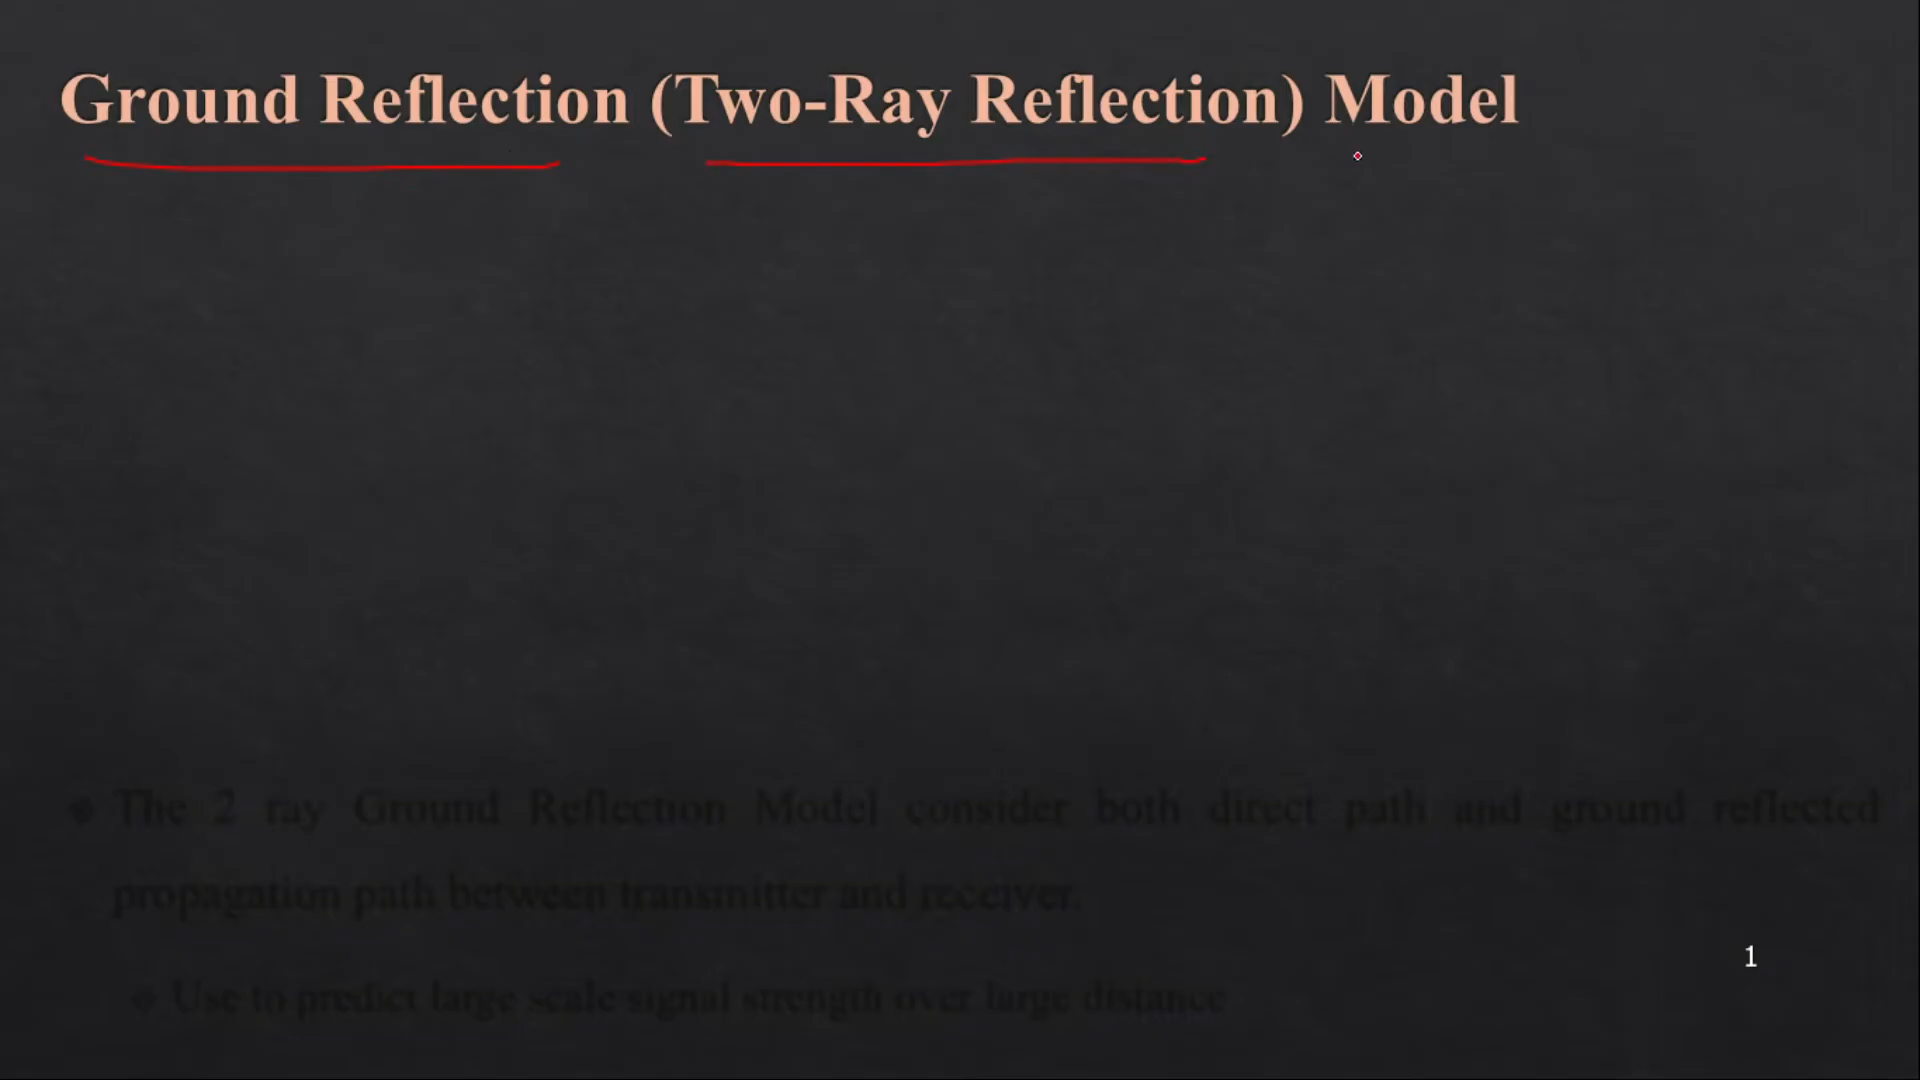 Ground Reflection (Two-Ray Reflection) Model
The 2 ray Ground Reflection Model consider both direct path and ground reflected
propagation path between transmitter and receiver.
1
Use to predict large scale signal strength over large distance